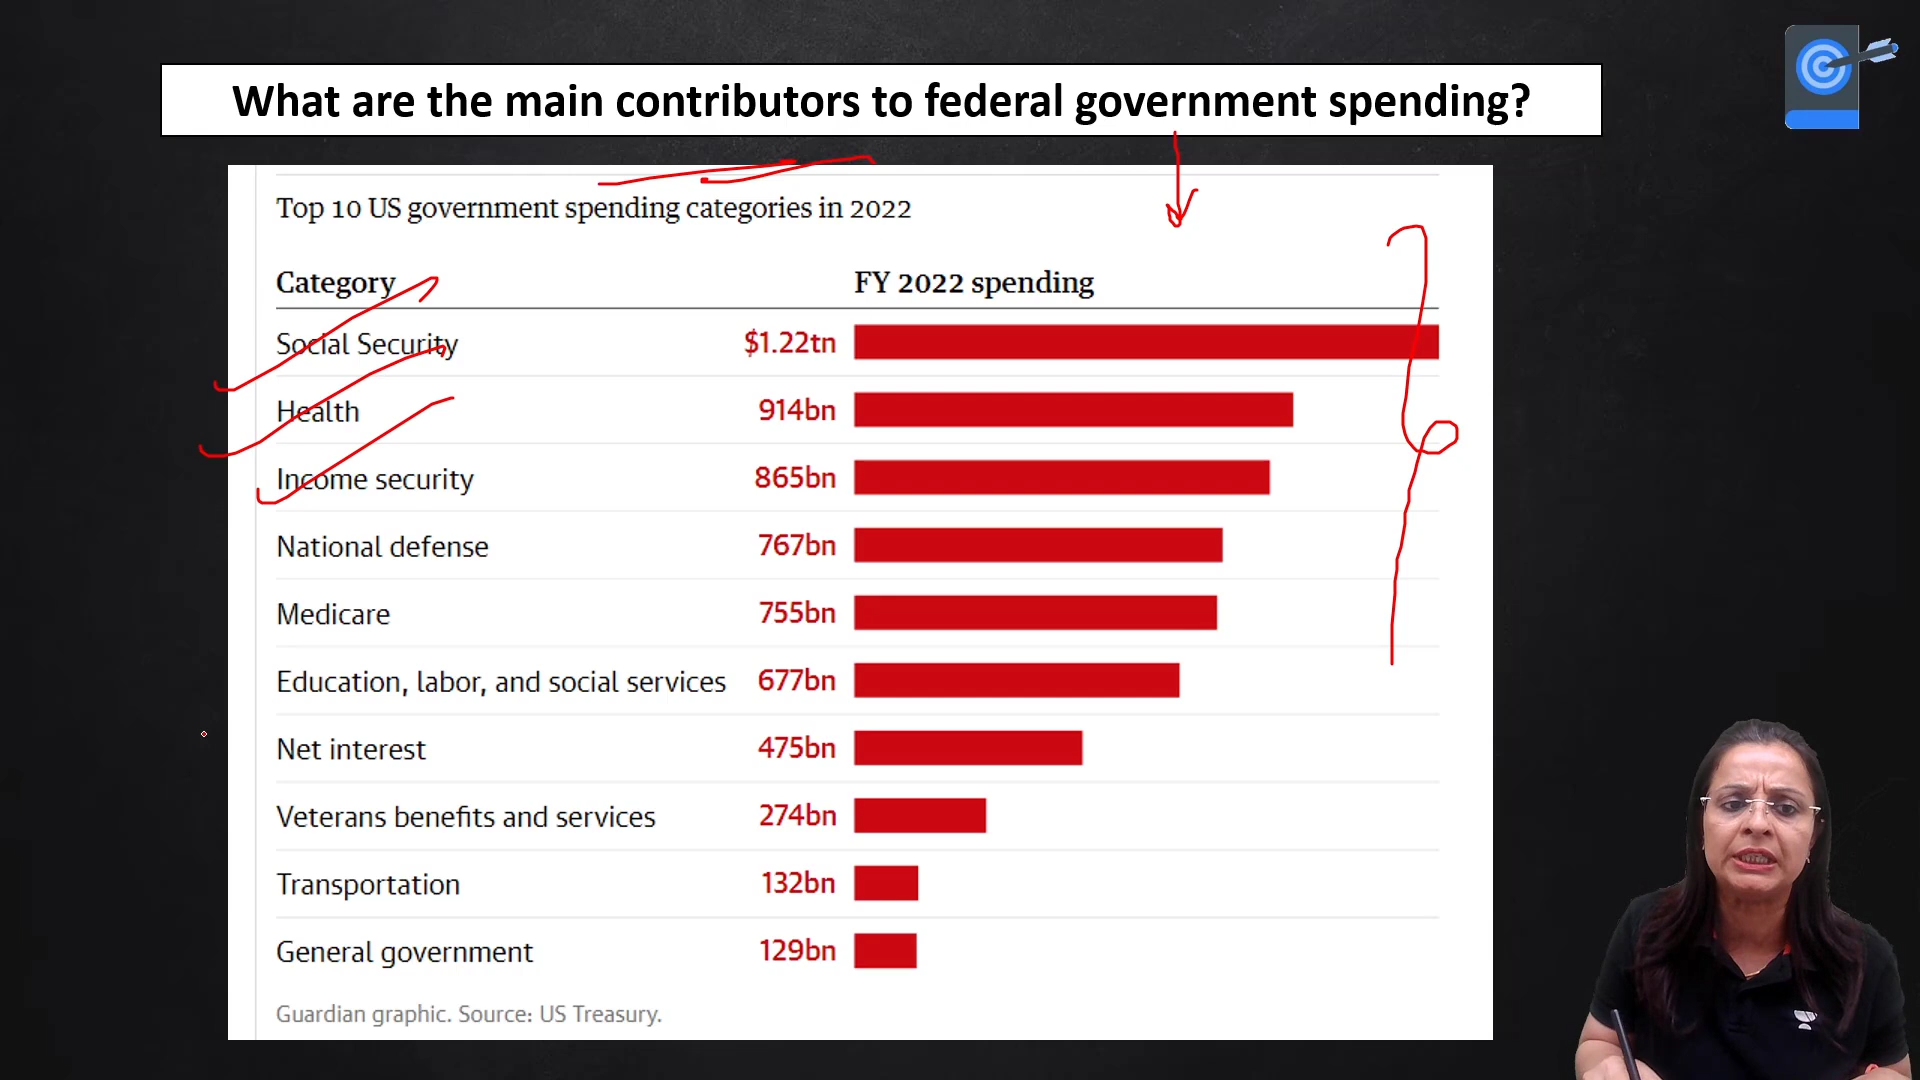 What are the main contributors to federal government spending?
Top 10 US government spending categories in 2022
Category FY 2022 spending
Social Security $1.22tn
Health 914bn
Income security 865bn
National defense 767bn
Medicare 755bn
Education, labor, and social services 677bn
Net interest 475bn
Veterans benefits and services 274bn
Transportation 132bn
General government 129bn
Guardian graphic. Source: US Treasury.